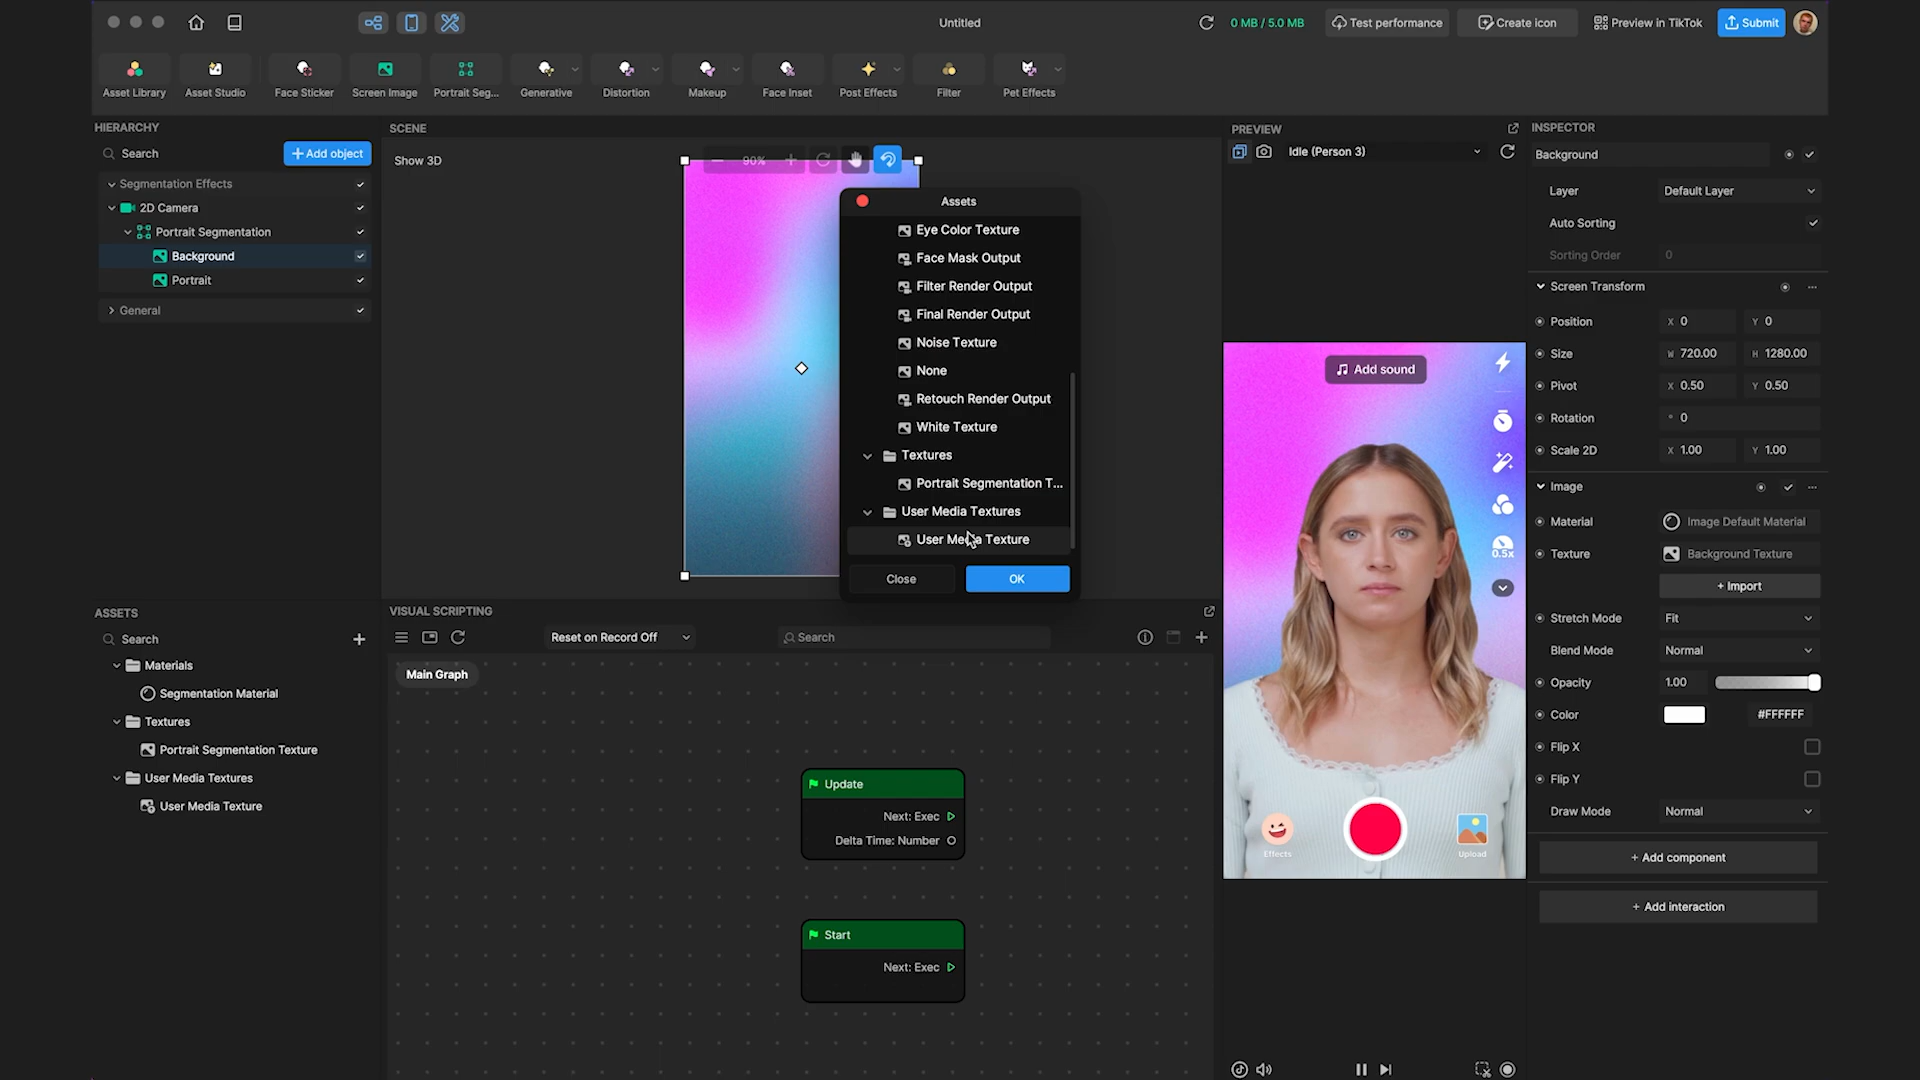 Untitled
0 MB / 5.0 MB
Test performance
Create icon
Preview in TikTok
Submit
Asset Library
Asset Studio
Face Sticker
Screen Image
Portrait Seg...
Generative
Distortion
Makeup
Face Inset
Post Effects
Filter
Pet Effects
HIERARCHY
Search
+ Add object
Segmentation Effects
2D Camera
Portrait Segmentation
Background
Portrait
General
SCENE
Show 3D
90%
Assets
Eye Color Texture
Face Mask Output
Filter Render Output
Final Render Output
Noise Texture
None
Retouch Render Output
White Texture
Textures
Portrait Segmentation T...
User Media Textures
User Media Texture
Close
OK
ASSETS
Search
Materials
Segmentation Material
Textures
Portrait Segmentation Texture
User Media Textures
User Media Texture
VISUAL SCRIPTING
Reset on Record Off
Search
Main Graph
Update
Next: Exec
Delta Time: Number
Start
Next: Exec
PREVIEW
Idle (Person 3)
Add sound
0.5x
Effects
Upload
INSPECTOR
Background
Layer Default Layer
Auto Sorting
Sorting Order 0
Screen Transform
Position X 0 Y 0
Size W 720.00 H 1280.00
Pivot X 0.50 Y 0.50
Rotation ° 0
Scale 2D X 1.00 Y 1.00
Image
Material Image Default Material
Texture Background Texture
+ Import
Stretch Mode Fit
Blend Mode Normal
Opacity 1.00
Color #FFFFFF
Flip X
Flip Y
Draw Mode Normal
+ Add component
+ Add interaction